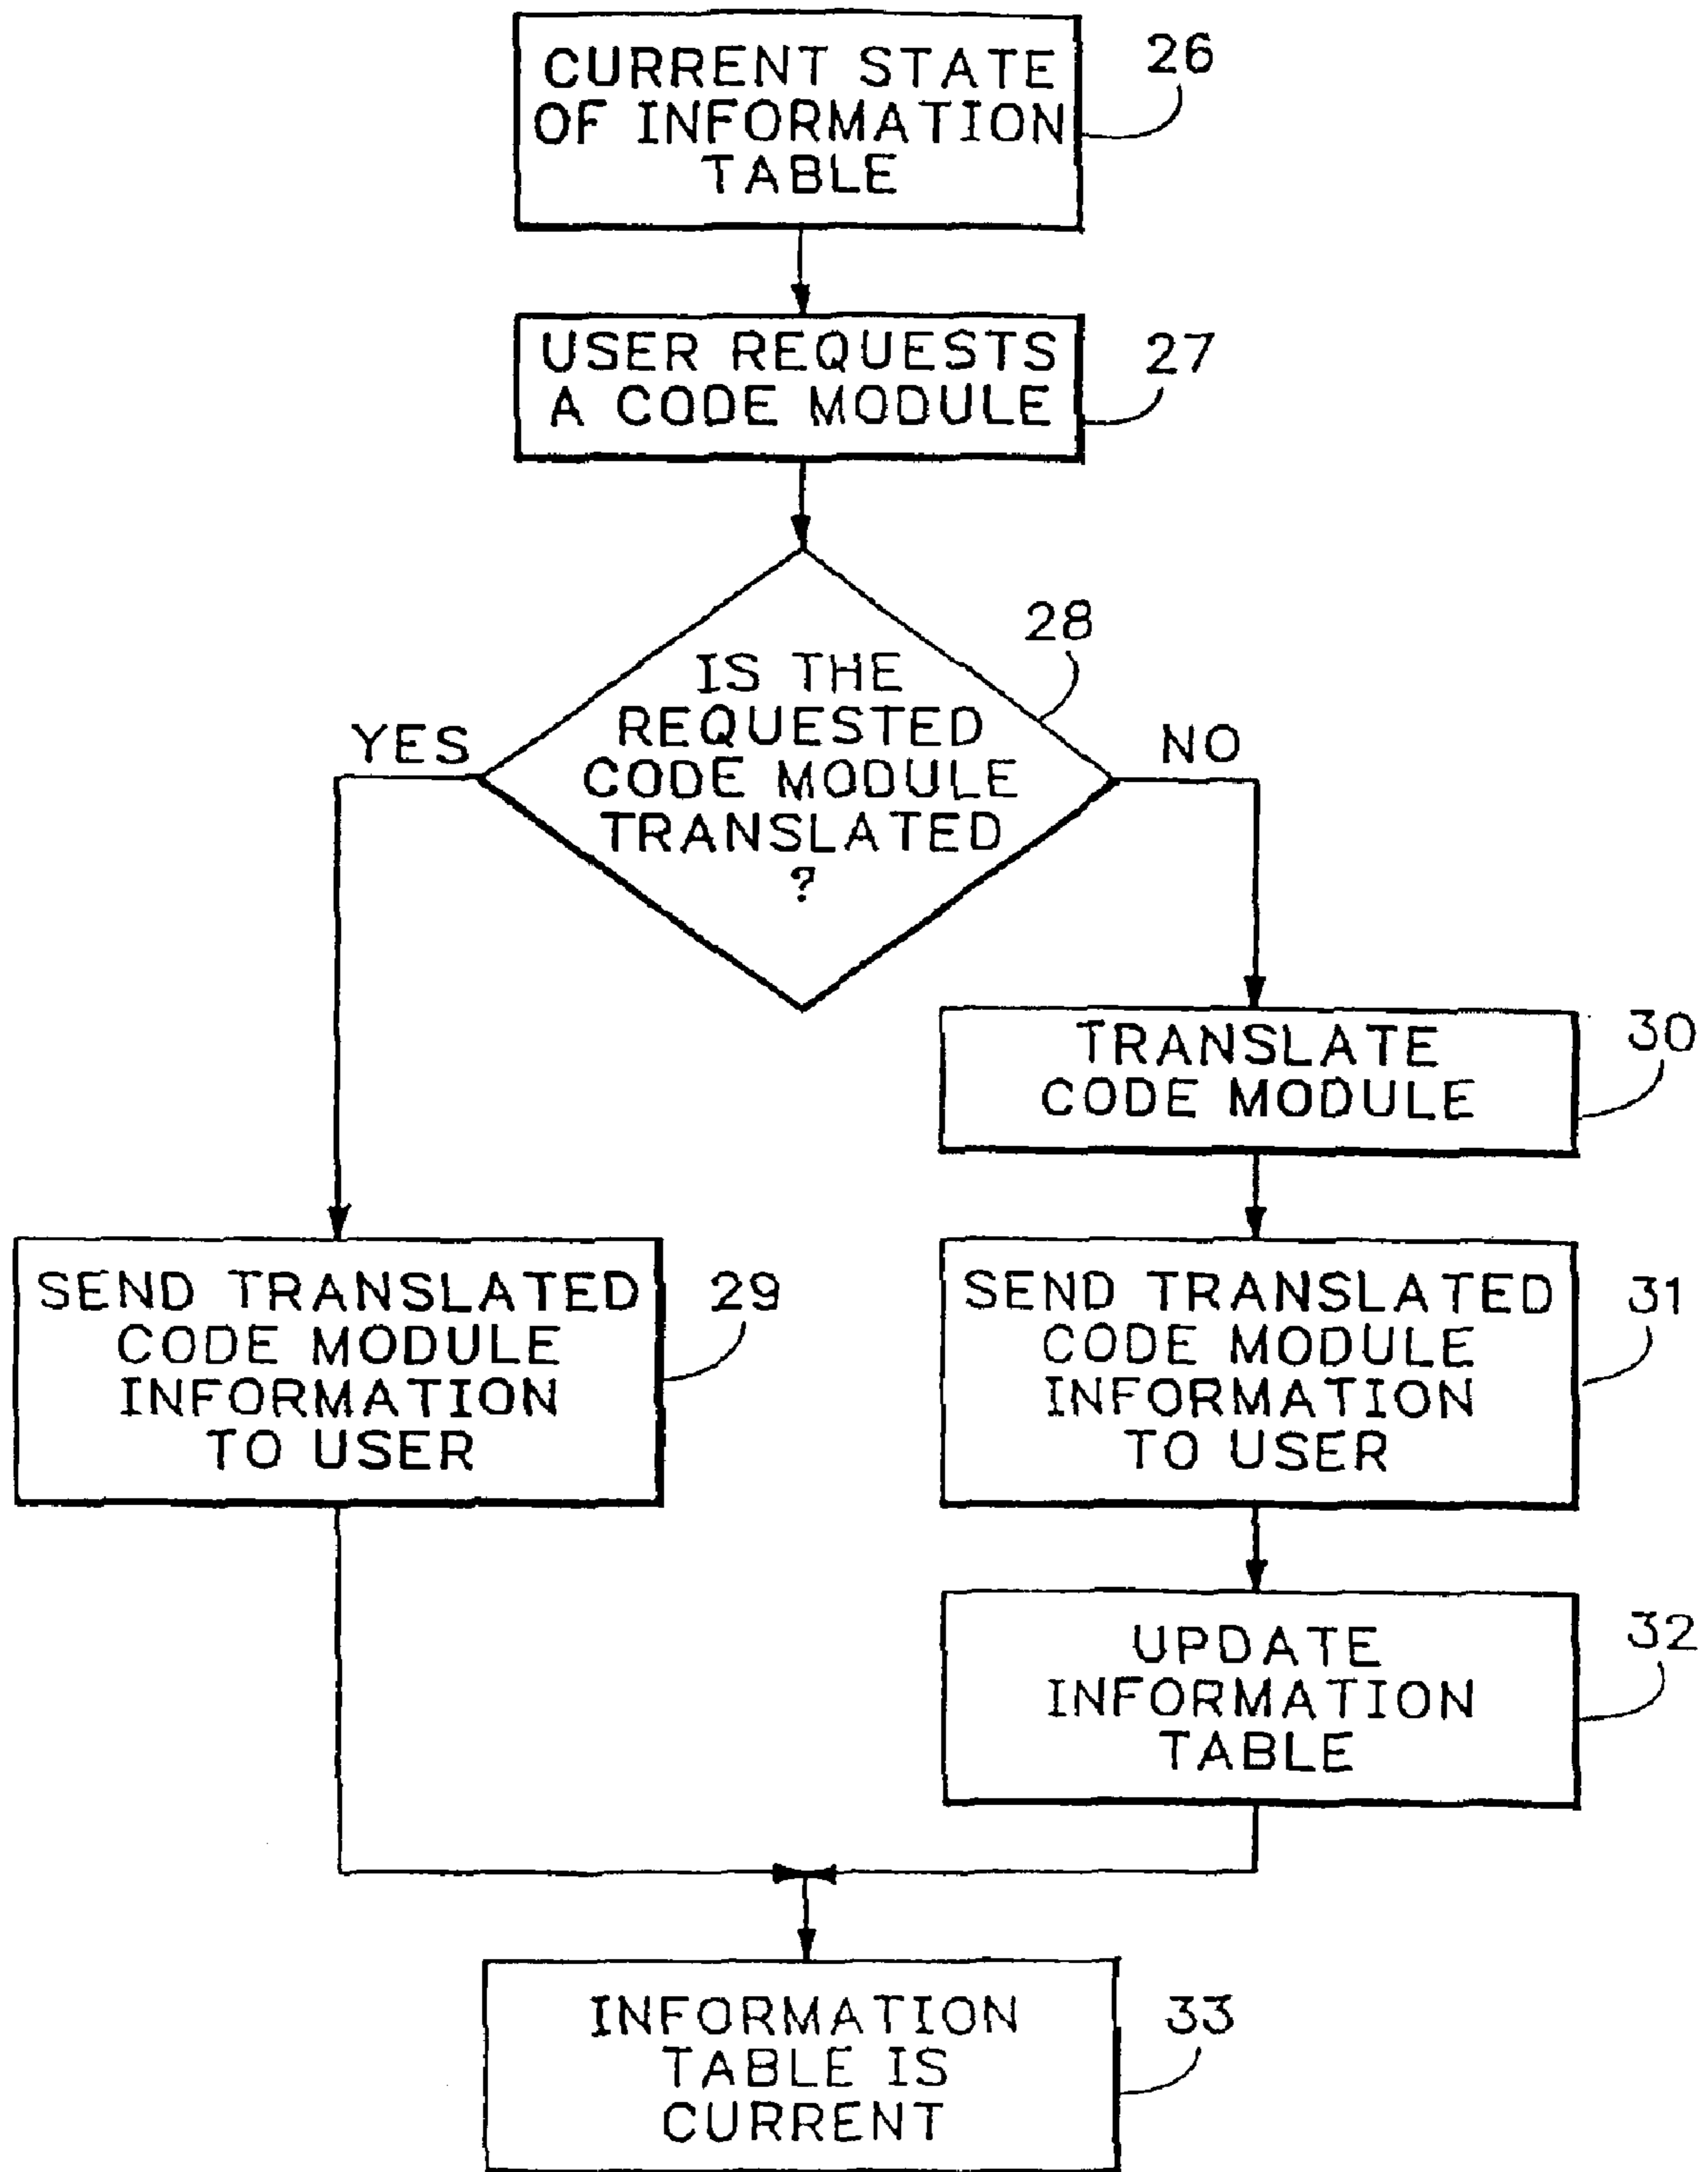 CURRENT STATE
OF INFORMATION
TABLE
26
USER REQUESTS
A CODE MODULE
27
28
IS THE
REQUESTED
CODE MODULE
TRANSLATED
?
YES
NO
TRANSLATE
CODE MODULE
30
SEND TRANSLATED
CODE MODULE
INFORMATION
TO USER
29
SEND TRANSLATED
CODE MODULE
INFORMATION
TO USER
31
UPDATE
INFORMATION
TABLE
32
INFORMATION
TABLE IS
CURRENT
33